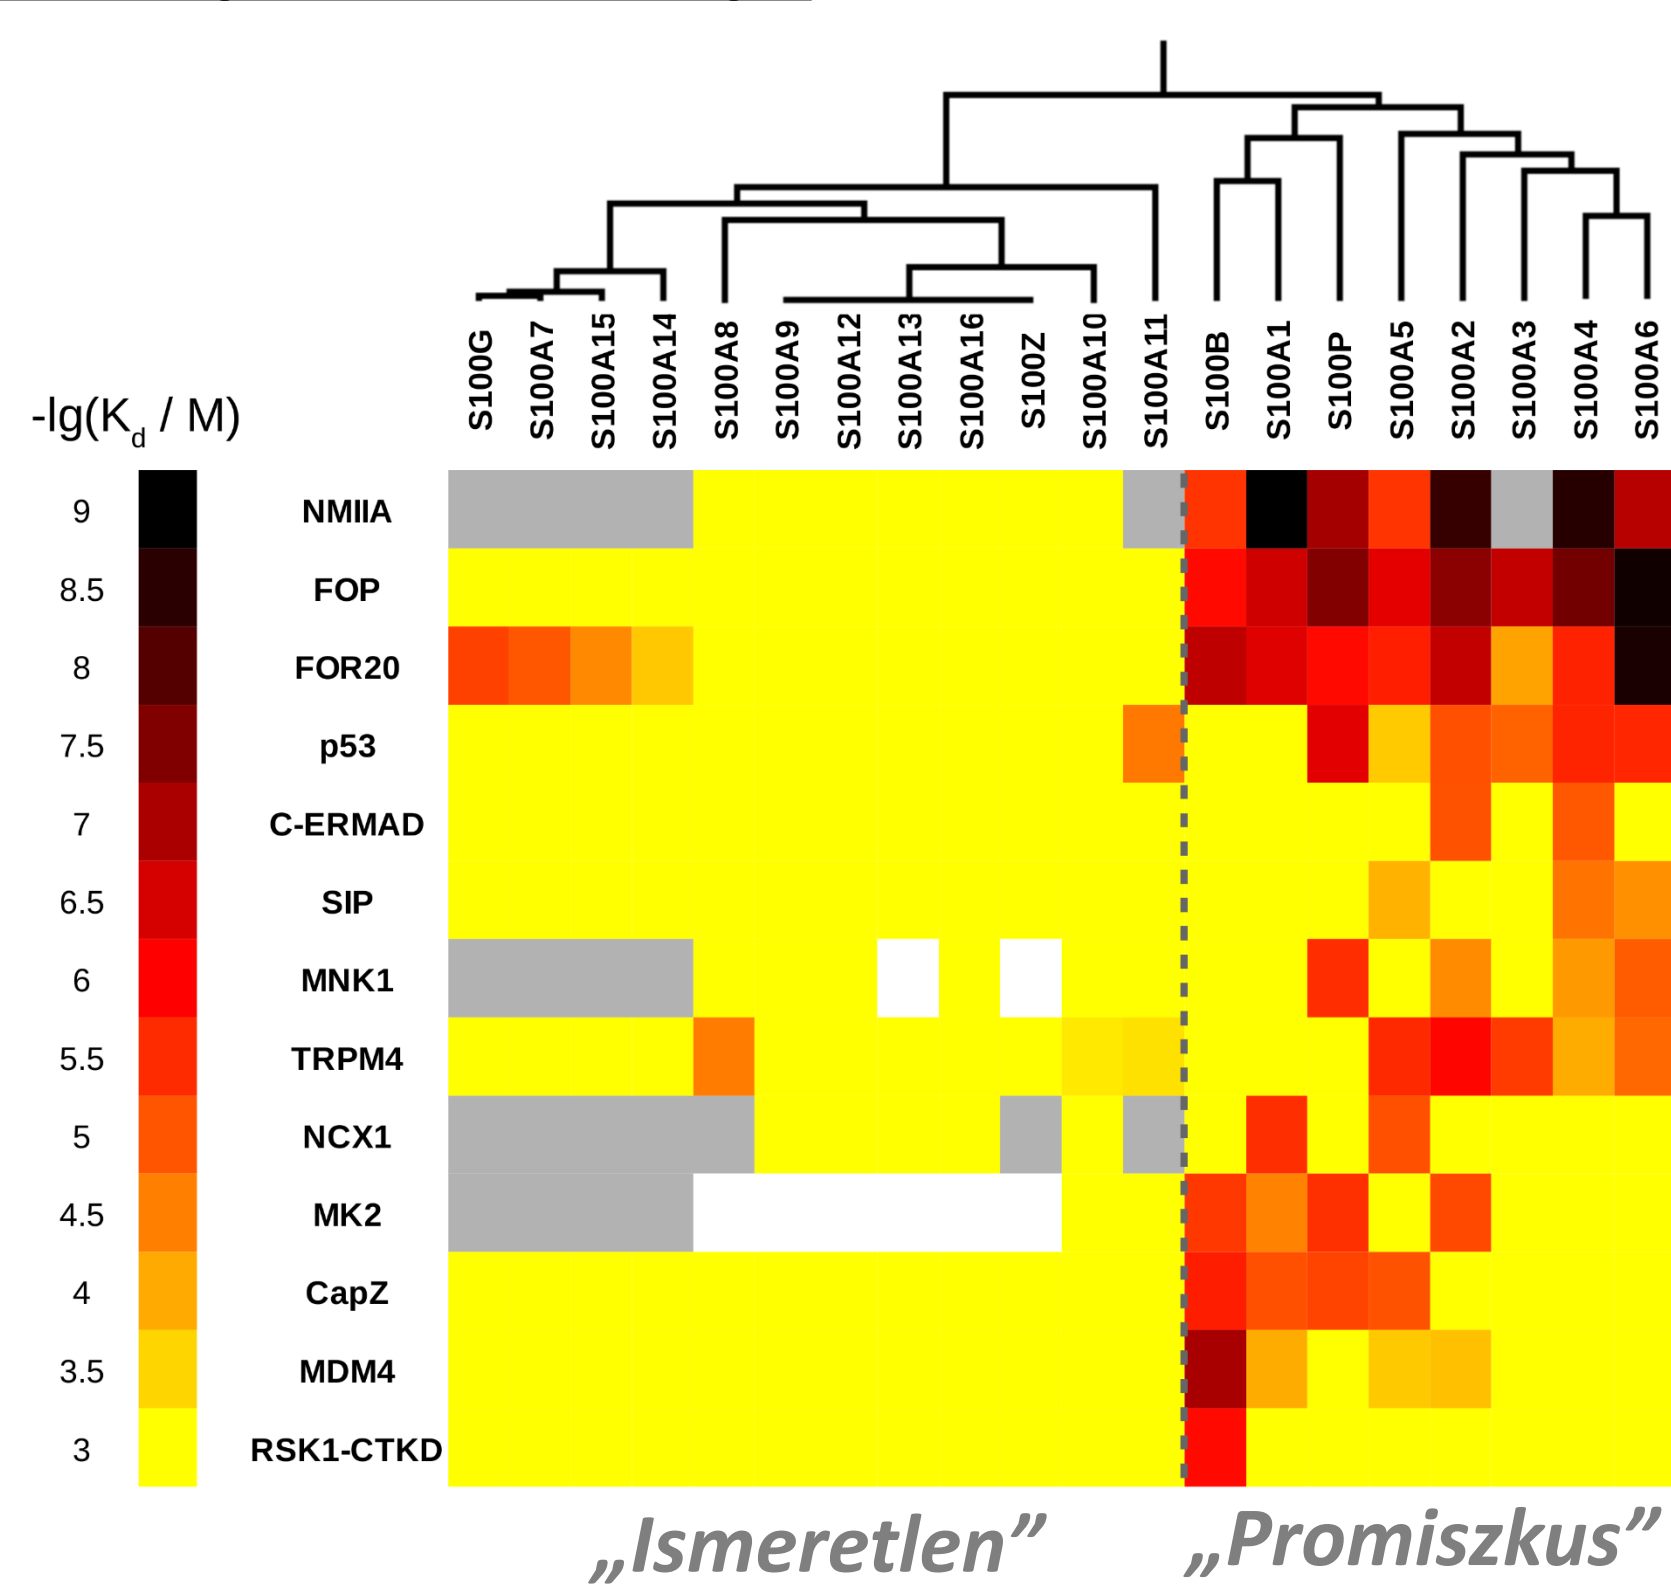 S100G
S100A7
S100A15
S100A14
S100A8
S100A9
S100A12
S100A13
S100A16
S100Z
S100A10
S100A11
S100B
S100A1
S100P
S100A5
S100A2
S100A3
S100A4
S100A6
-lg(Kd / M)
9 NMIIA
8.5 FOP
8 FOR20
7.5 p53
7 C-ERMAD
6.5 SIP
6 MNK1
5.5 TRPM4
5 NCX1
4.5 MK2
4 CapZ
3.5 MDM4
3 RSK1-CTKD
„Ismeretlen” „Promiszkus”